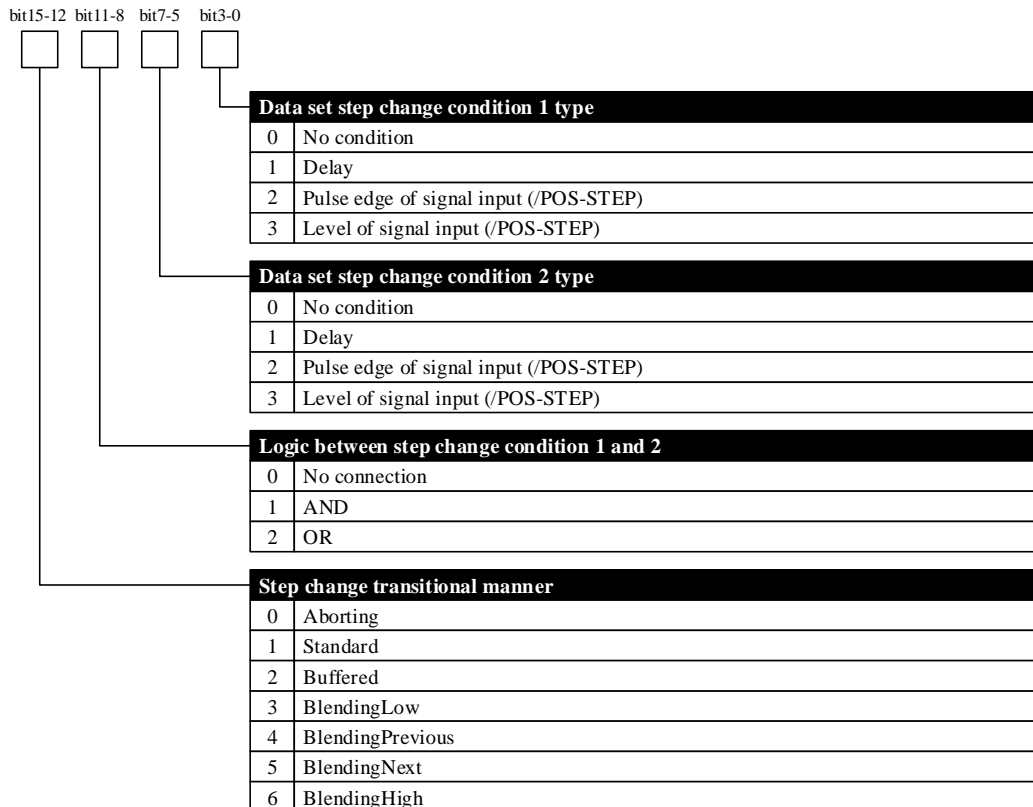 bit15-12 bit11-8 bit7-5 bit3-0
Data set step change condition 1 type
0 No condition
1 Delay
2 Pulse edge of signal input (/POS-STEP)
3 Level of signal input (/POS-STEP)
Data set step change condition 2 type
0 No condition
1 Delay
2 Pulse edge of signal input (/POS-STEP)
3 Level of signal input (/POS-STEP)
Logic between step change condition 1 and 2
0 No connection
1 AND
2 OR
Step change transitional manner
0 Aborting
1 Standard
2 Buffered
3 BlendingLow
4 BlendingPrevious
5 BlendingNext
6 BlendingHigh